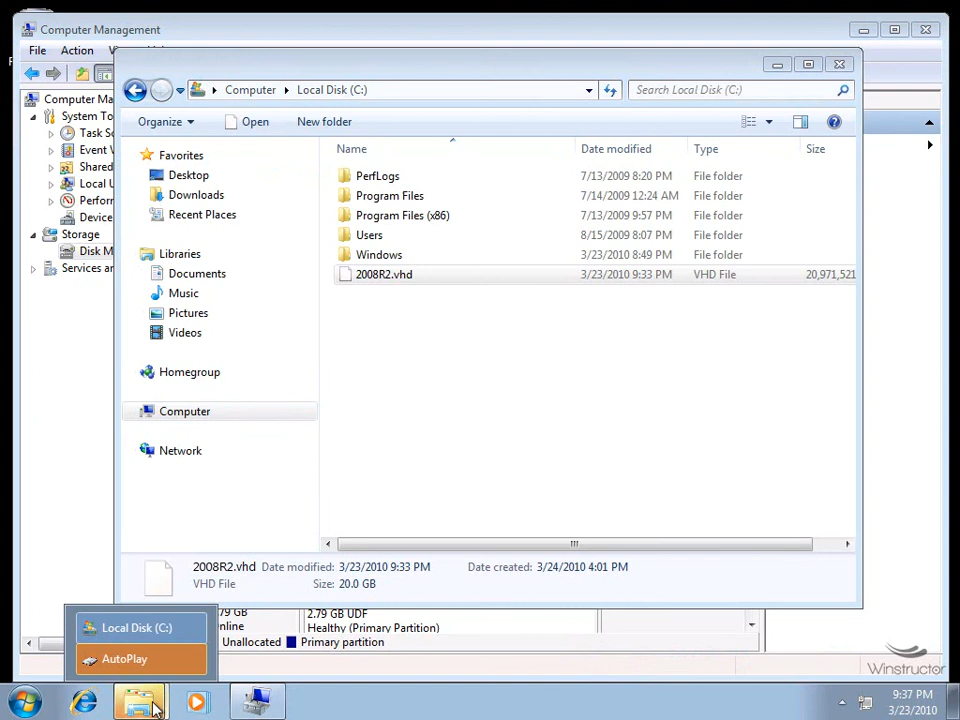 Computer Management
File Action
Computer Local Disk (C:) Search Local Disk (C:)
Organize Open New folder
Computer Ma
System To
Task Sc
Event V
Shared
Local U
Perfor
Device
Storage
Disk M
Services ar
Favorites
Desktop
Downloads
Recent Places
Libraries
Documents
Music
Pictures
Videos
Homegroup
Computer
Network
Name Date modified Type Size
PerfLogs 7/13/2009 8:20 PM File folder
Program Files 7/14/2009 12:24 AM File folder
Program Files (x86) 7/13/2009 9:57 PM File folder
Users 8/15/2009 8:07 PM File folder
Windows 3/23/2010 8:49 PM File folder
2008R2.vhd 3/23/2010 9:33 PM VHD File 20,971,521
2008R2.vhd Date modified: 3/23/2010 9:33 PM Date created: 3/24/2010 4:01 PM
VHD File Size: 20.0 GB
79 GB 2.79 GB UDF
nline Healthy (Primary Partition)
Unallocated Primary partition
Local Disk (C:)
AutoPlay
Winstructor
9:37 PM
3/23/2010